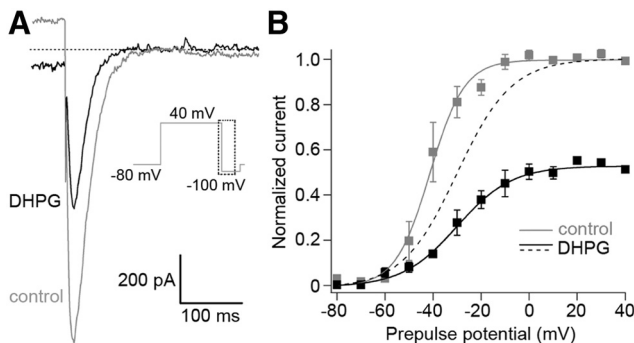 A
40 mV
-80 mV
-100 mV
DHPG
control
200 pA
100 ms
B
Normalized current
1.0
0.8
0.6
0.4
0.2
0
control
DHPG
-80 -60 -40 -20 0 20 40
Prepulse potential (mV)